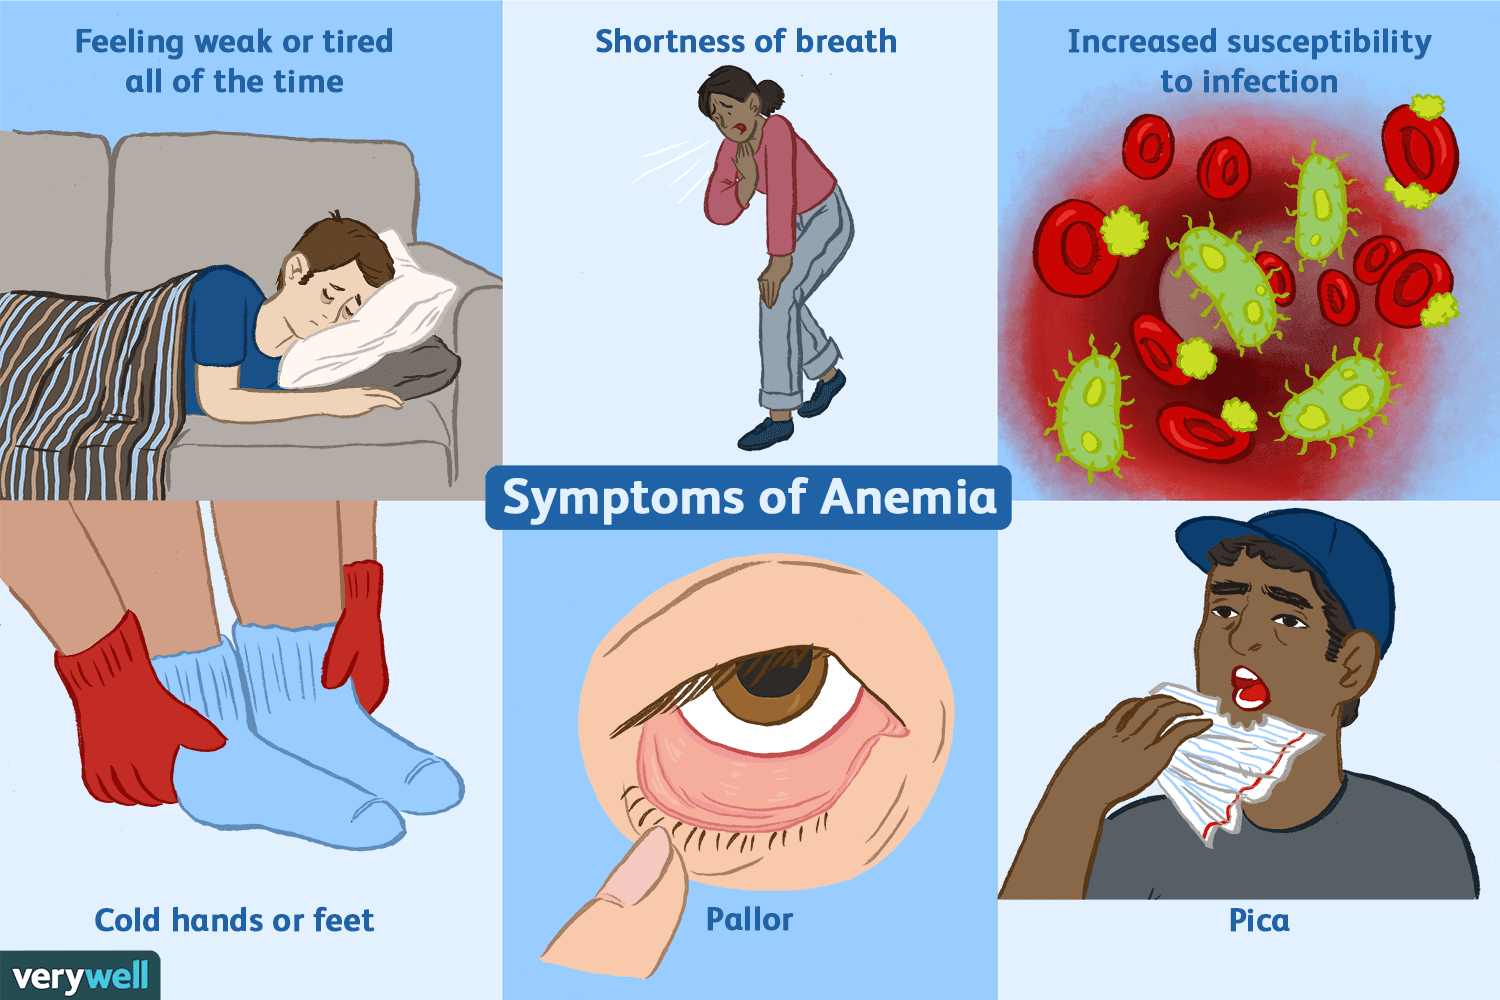 Feeling weak or tired
all of the time
Shortness of breath
Increased susceptibility
to infection
Symptoms of Anemia
Cold hands or feet
Pallor
Pica
verywell